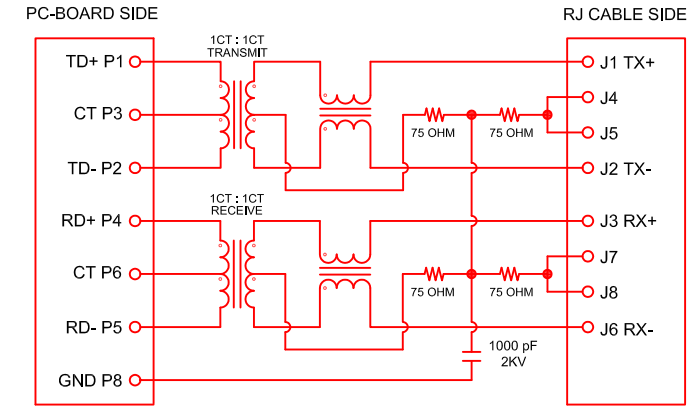 PC-BOARD SIDE
RJ CABLE SIDE
1CT : 1CT
TRANSMIT
TD+ P1
J1 TX+
J4
CT P3
75 OHM
75 OHM
J5
TD- P2
J2 TX-
1CT : 1CT
RECEIVE
RD+ P4
J3 RX+
J7
CT P6
75 OHM
75 OHM
J8
RD- P5
J6 RX-
1000 pF
2KV
GND P8